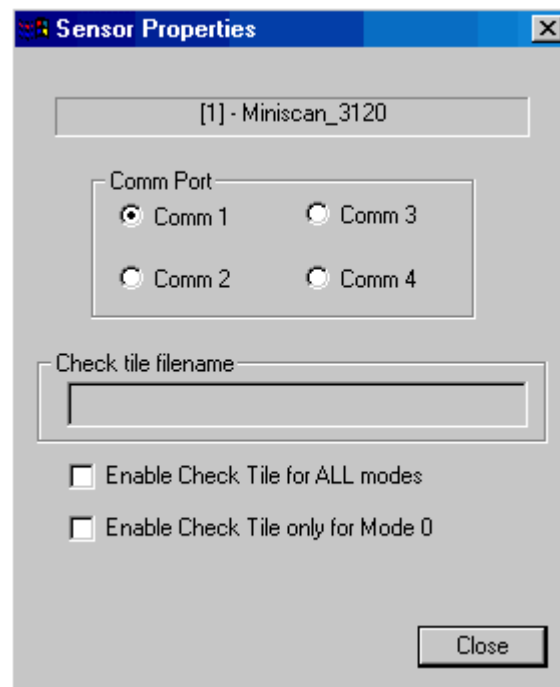 Sensor Properties
[1] - Miniscan_3120
Comm Port
Comm 1
Comm 3
Comm 2
Comm 4
Check tile filename
Enable Check Tile for ALL modes
Enable Check Tile only for Mode 0
Close